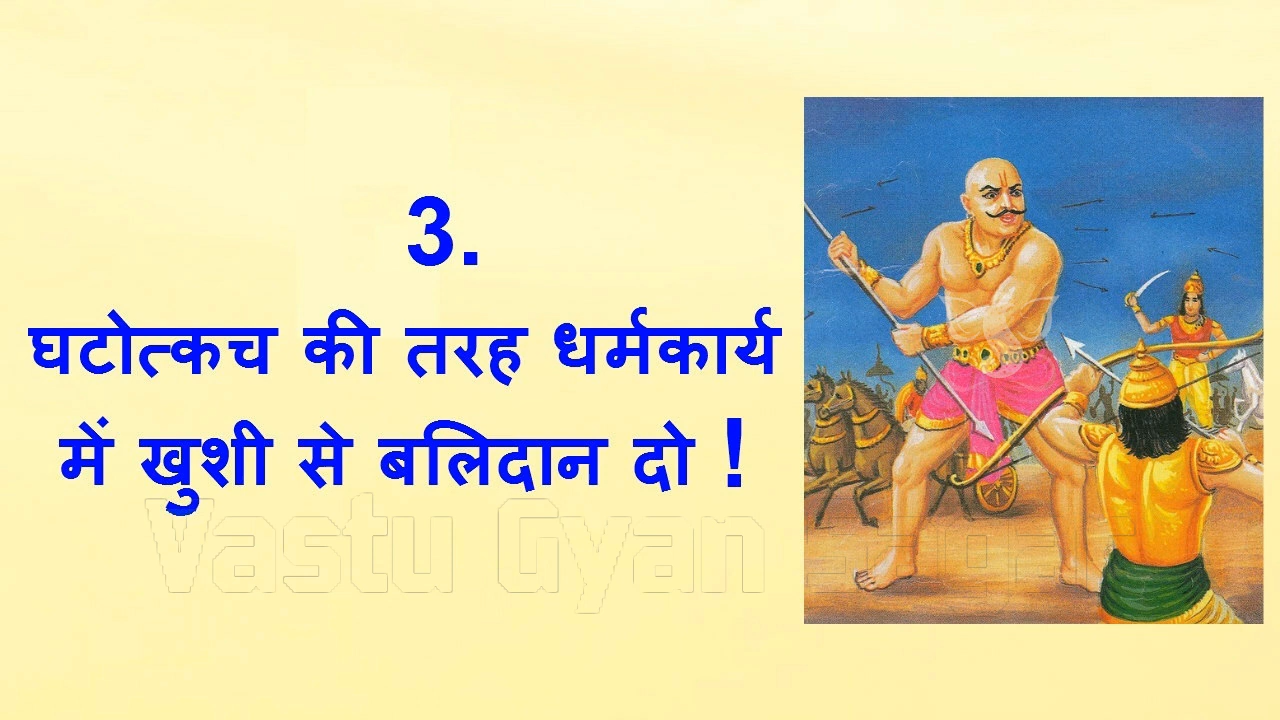 3.
घटोत्कच की तरह धर्मकार्य
में खुशी से बलिदान दो !
Vastu Gyan